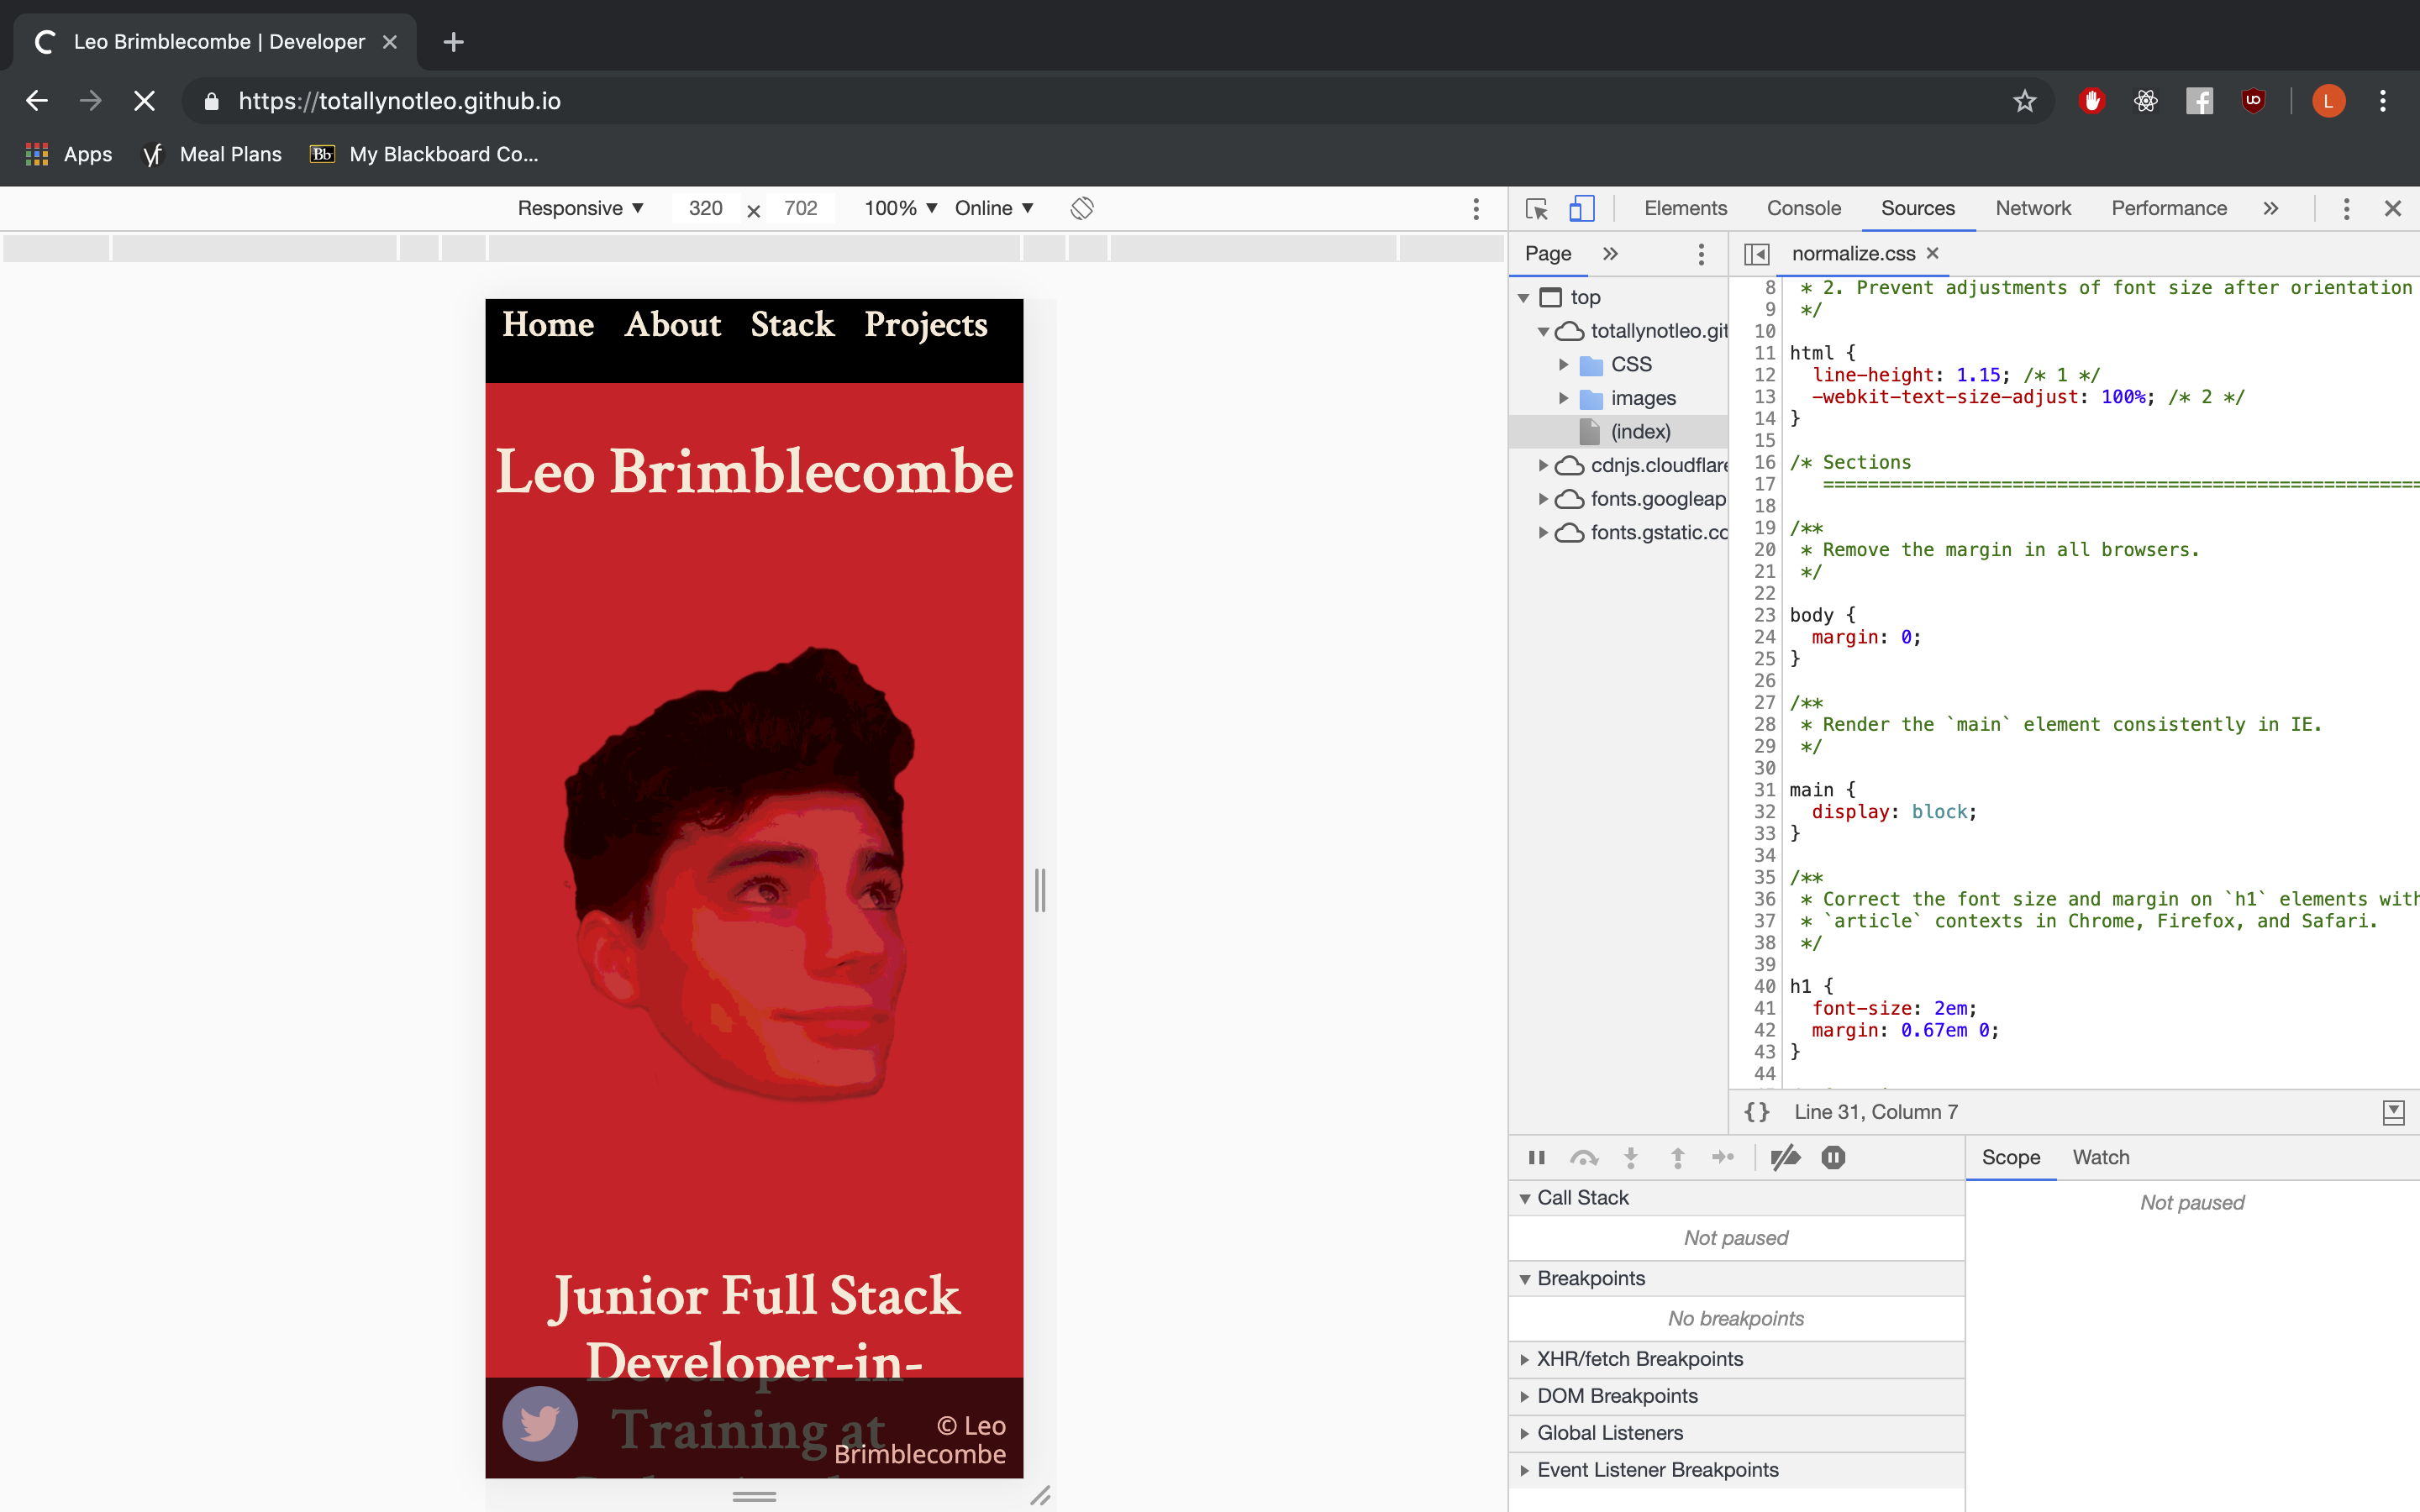 Leo Brimblecombe | Developer
https://totallynotleo.github.io
L
Apps
yf Meal Plans
Bb My Blackboard Co...
Responsive ▼ 320 × 702 100% ▼ Online ▼
Elements Console Sources Network Performance »
Page »
normalize.css ×
top
totallynotleo.git
CSS
images
(index)
cdnjs.cloudflare
fonts.googleap
fonts.gstatic.co
Home About Stack Projects
Leo Brimblecombe
Junior Full Stack
Developer-in-
Training at
© Leo
Brimblecombe
8 * 2. Prevent adjustments of font size after orientation
9 */
10
11 html {
12 line-height: 1.15; /* 1 */
13 -webkit-text-size-adjust: 100%; /* 2 */
14 }
15
16 /* Sections
17 ======================================================
18
19 /**
20 * Remove the margin in all browsers.
21 */
22
23 body {
24 margin: 0;
25 }
26
27 /**
28 * Render the `main` element consistently in IE.
29 */
30
31 main {
32 display: block;
33 }
34
35 /**
36 * Correct the font size and margin on `h1` elements with
37 * `article` contexts in Chrome, Firefox, and Safari.
38 */
39
40 h1 {
41 font-size: 2em;
42 margin: 0.67em 0;
43 }
44
{} Line 31, Column 7
Scope Watch
Not paused
Call Stack
Not paused
Breakpoints
No breakpoints
XHR/fetch Breakpoints
DOM Breakpoints
Global Listeners
Event Listener Breakpoints